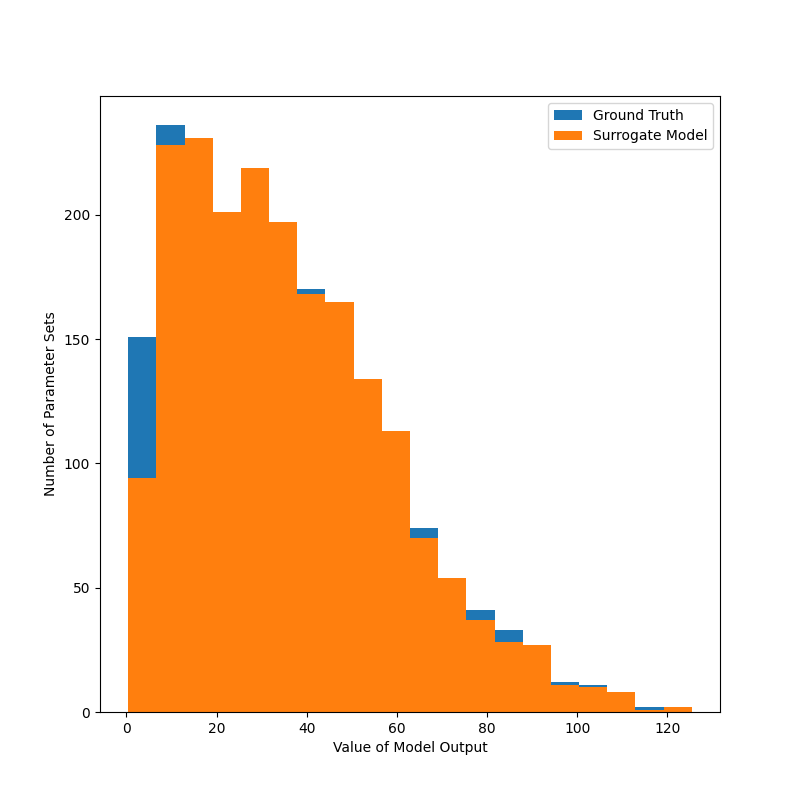 Ground Truth
Surrogate Model
Number of Parameter Sets
200
150
100
50
0
0 20 40 60 80 100 120
Value of Model Output